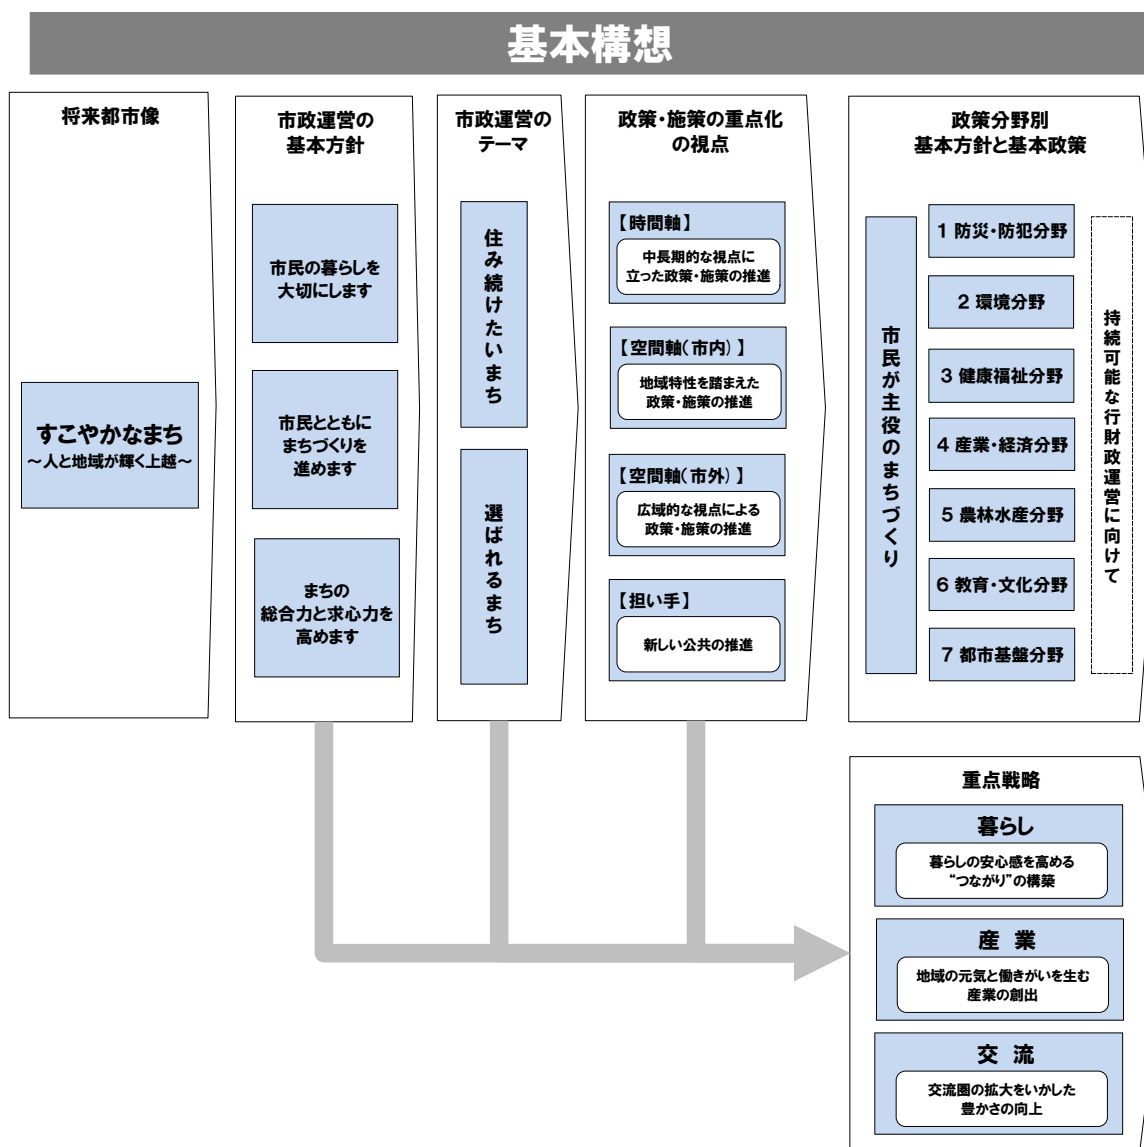 基本構想
将来都市像
すこやかなまち
～人と地域が輝く上越～
市政運営の
基本方針
市民の暮らしを
大切にします
市民とともに
まちづくりを
進めます
まちの
総合力と求心力を
高めます
市政運営の
テーマ
住み続けたいまち
選ばれるまち
政策・施策の重点化
の視点
【時間軸】
中長期的な視点に
立った政策・施策の推進
【空間軸（市内）】
地域特性を踏まえた
政策・施策の推進
【空間軸（市外）】
広域的な視点による
政策・施策の推進
【担い手】
新しい公共の推進
政策分野別
基本方針と基本政策
市民が主役のまちづくり
1 防災・防犯分野
2 環境分野
3 健康福祉分野
4 産業・経済分野
5 農林水産分野
6 教育・文化分野
7 都市基盤分野
持続可能な行財政運営に向けて
重点戦略
暮らし
暮らしの安心感を高める
“つながり”の構築
産 業
地域の元気と働きがいを生む
産業の創出
交 流
交流圏の拡大をいかした
豊かさの向上